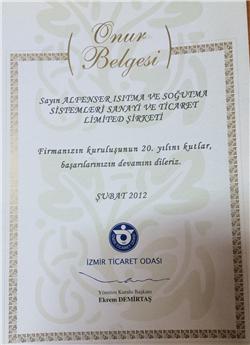 Onur
Belgesi
Sayın ALFENSER ISITMA VE SOĞUTMA
SİSTEMLERİ SANAYİ VE TİCARET
LİMİTED ŞİRKETİ
Firmanızın kuruluşunun 20. yılını kutlar,
başarılarınızın devamını dileriz.
ŞUBAT 2012
İZMİR TİCARET ODASI
Yönetim Kurulu Başkanı
Ekrem DEMİRTAŞ